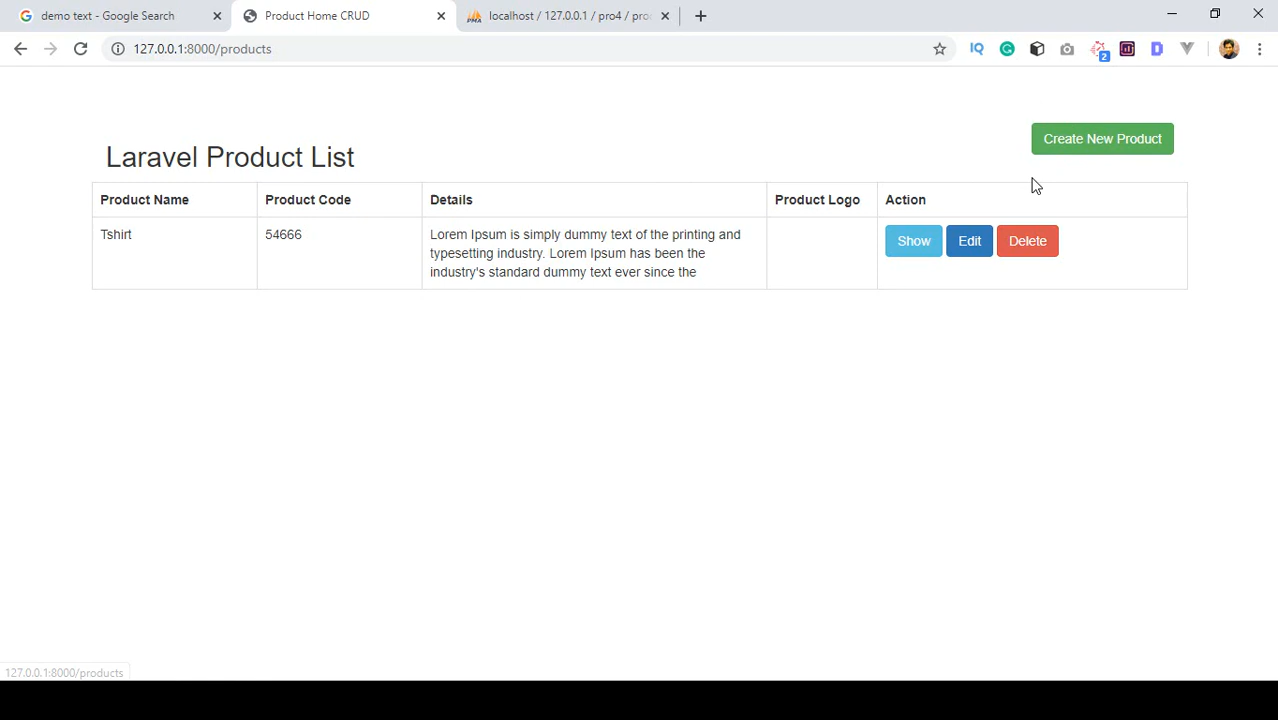 demo text - Google Search
Product Home CRUD
localhost / 127.0.0.1 / pro4 / pro
127.0.0.1:8000/products
IQ
2
Create New Product
Laravel Product List
Product Name Product Code Details Product Logo Action
Tshirt 54666 Lorem Ipsum is simply dummy text of the printing and Show Edit Delete
typesetting industry. Lorem Ipsum has been the
industry's standard dummy text ever since the
127.0.0.1:8000/products